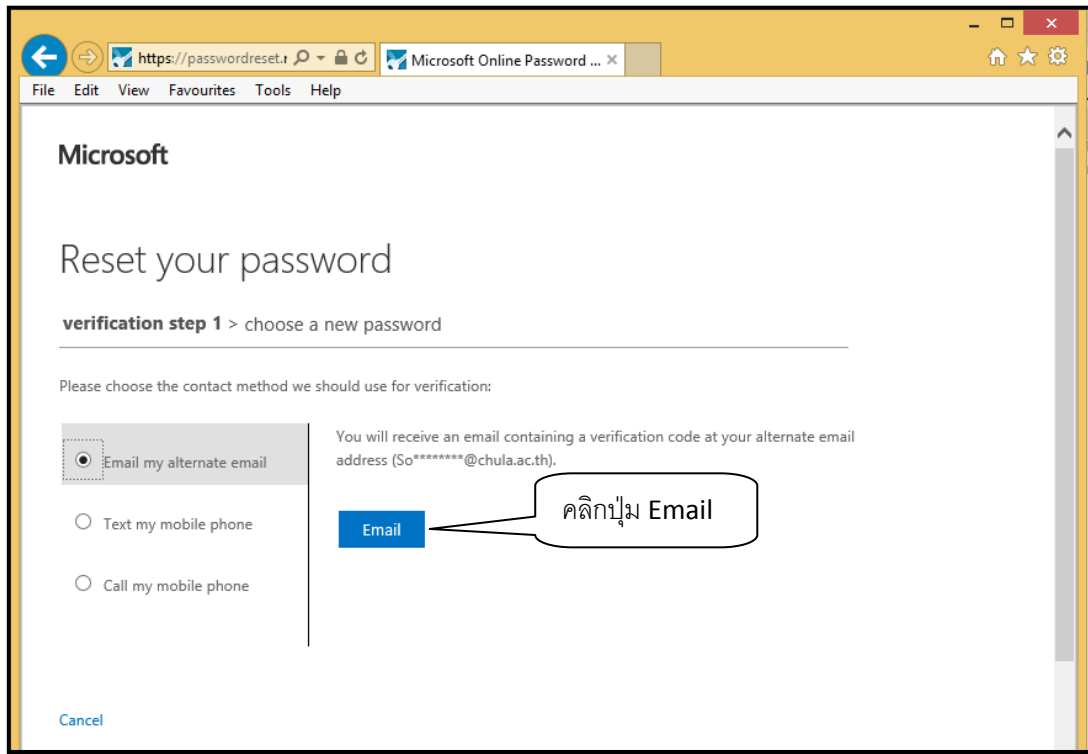 https://passwordreset.r
Microsoft Online Password ...
File Edit View Favourites Tools Help
Microsoft
Reset your password
verification step 1 > choose a new password
Please choose the contact method we should use for verification:
Email my alternate email
Text my mobile phone
Call my mobile phone
You will receive an email containing a verification code at your alternate email
address (So********@chula.ac.th).
Email
คลิกปุ่ม Email
Cancel